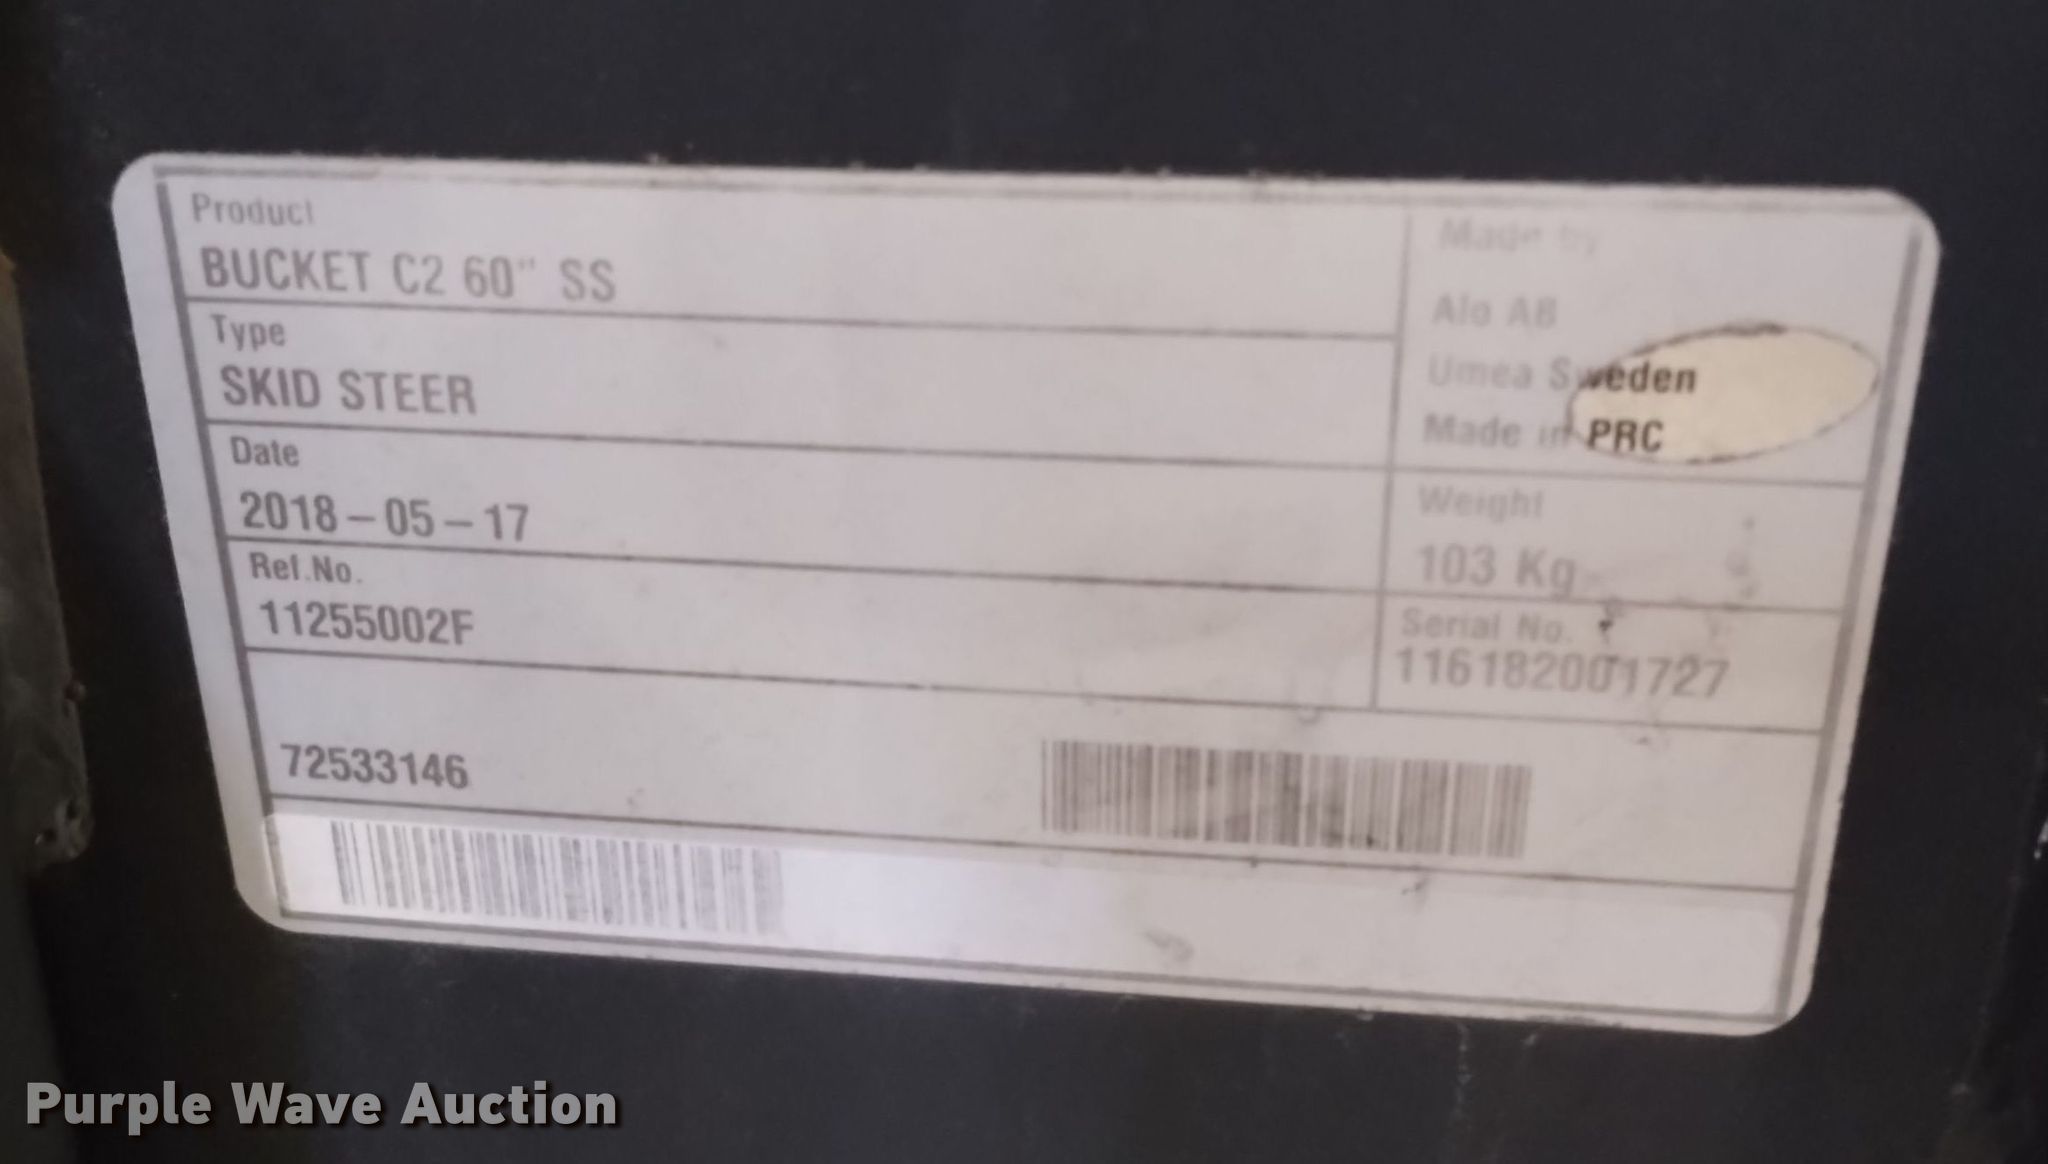 Product
BUCKET C2 60" SS
Type
SKID STEER
Date
2018-05-17
Ref.No.
11255002F
72533146
Made by
Alo AB
Umea Sweden
Made in PRC
Weight
103 Kg
Serial No.
116182001727
Purple Wave Auction